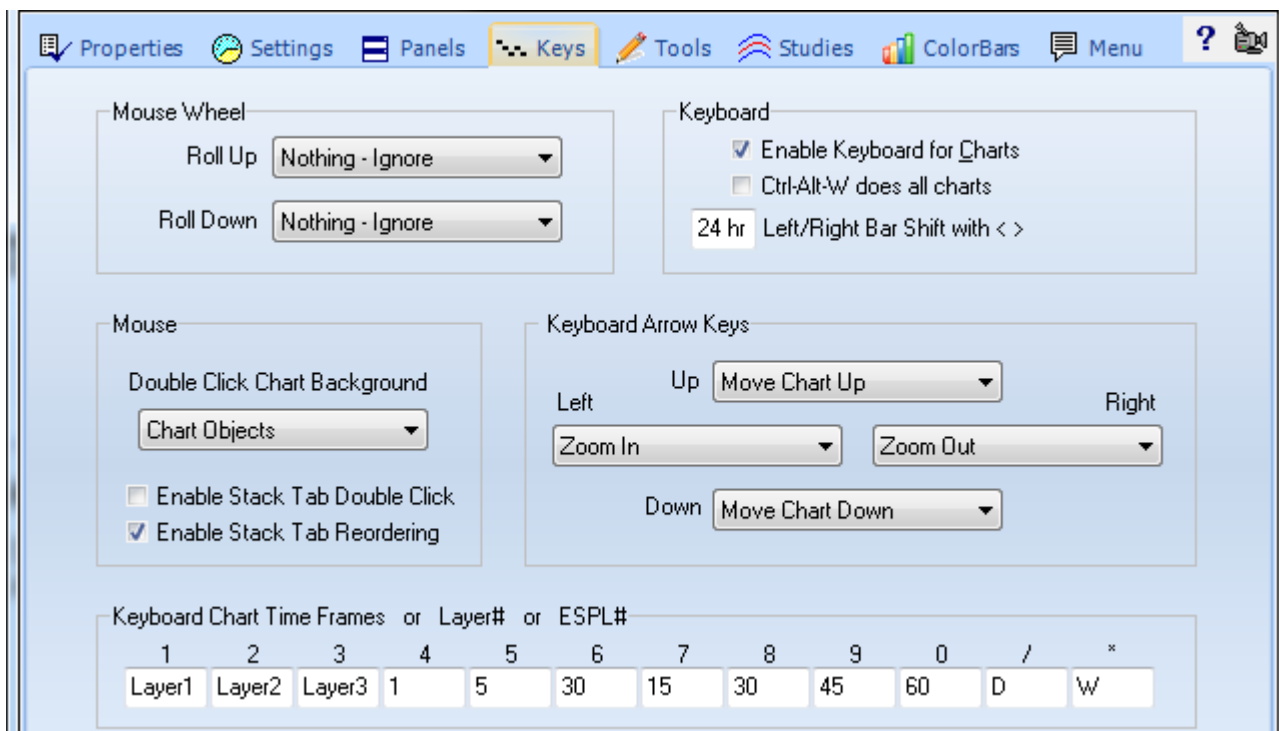 Properties Settings Panels Keys Tools Studies ColorBars Menu ?
Mouse Wheel
Roll Up Nothing - Ignore
Roll Down Nothing - Ignore
Keyboard
Enable Keyboard for Charts
Ctrl-Alt-W does all charts
24 hr Left/Right Bar Shift with < >
Mouse
Double Click Chart Background
Chart Objects
Enable Stack Tab Double Click
Enable Stack Tab Reordering
Keyboard Arrow Keys
Up Move Chart Up
Left Right
Zoom In Zoom Out
Down Move Chart Down
Keyboard Chart Time Frames or Layer# or ESPL#
1 2 3 4 5 6 7 8 9 0 / *
Layer1 Layer2 Layer3 1 5 30 15 30 45 60 D W